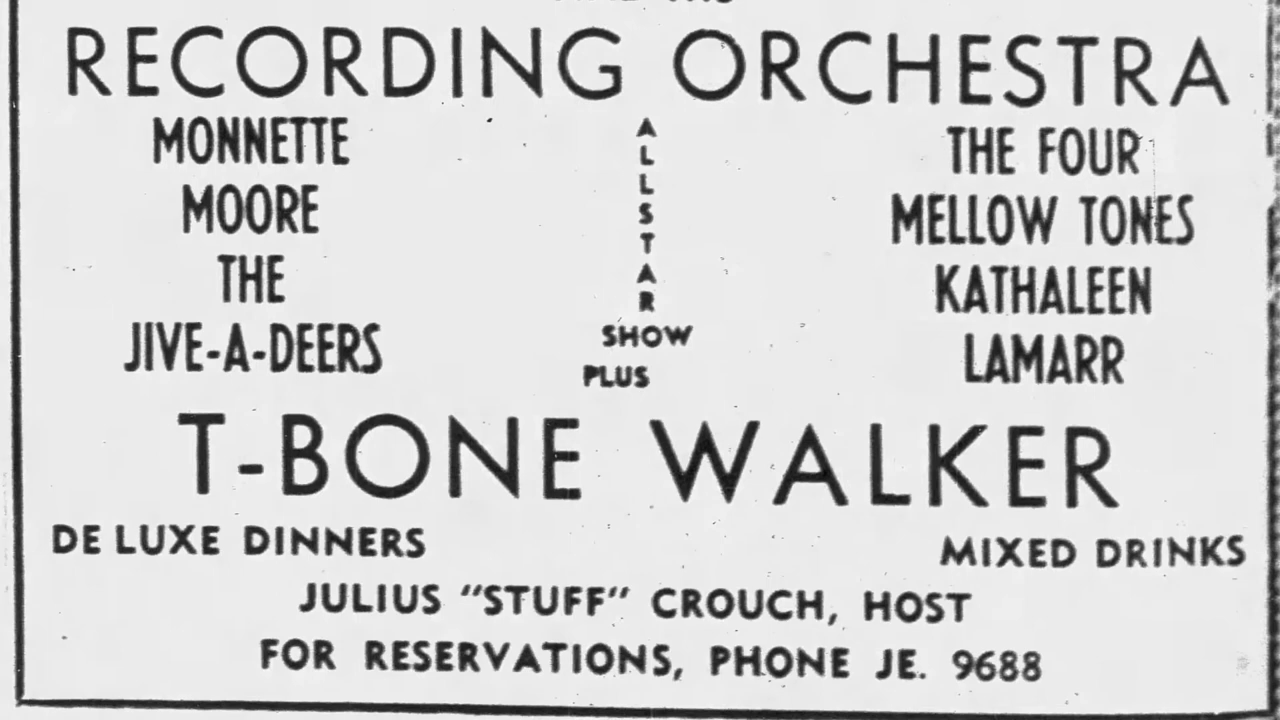 RECORDING ORCHESTRA
MONNETTE
MOORE
THE
JIVE-A-DEERS
ALLSTAR
SHOW
PLUS
THE FOUR
MELLOW TONES
KATHALEEN
LAMARR
T-BONE WALKER
DE LUXE DINNERS
MIXED DRINKS
JULIUS "STUFF" CROUCH, HOST
FOR RESERVATIONS, PHONE JE. 9688